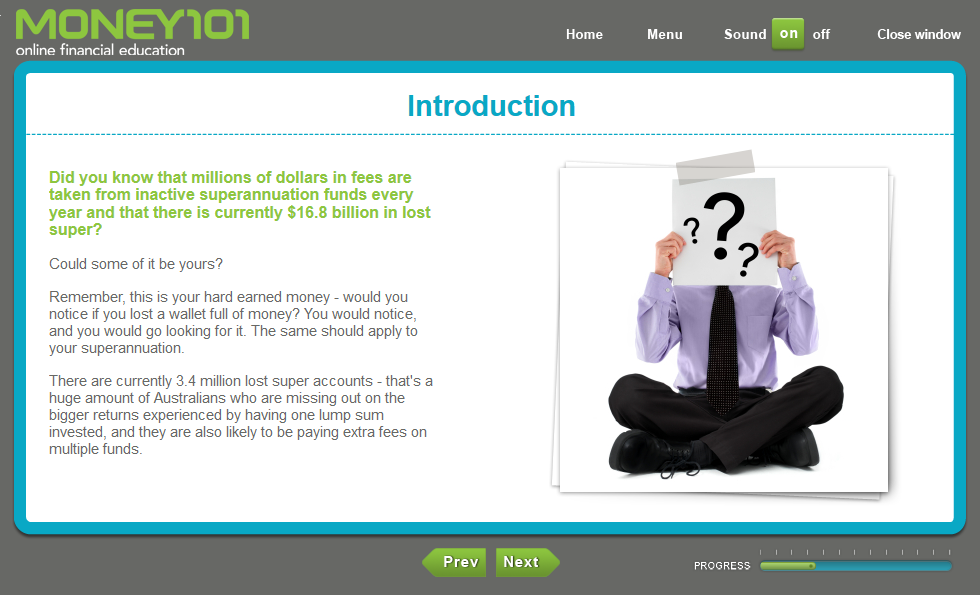 MONEY101
online financial education
Home
Menu
Sound on off
Close window
Introduction
Did you know that millions of dollars in fees are
taken from inactive superannuation funds every
year and that there is currently $16.8 billion in lost
super?
Could some of it be yours?
Remember, this is your hard earned money - would you
notice if you lost a wallet full of money? You would notice,
and you would go looking for it. The same should apply to
your superannuation.
There are currently 3.4 million lost super accounts - that's a
huge amount of Australians who are missing out on the
bigger returns experienced by having one lump sum
invested, and they are also likely to be paying extra fees on
multiple funds.
? ? ?
Prev
Next
PROGRESS